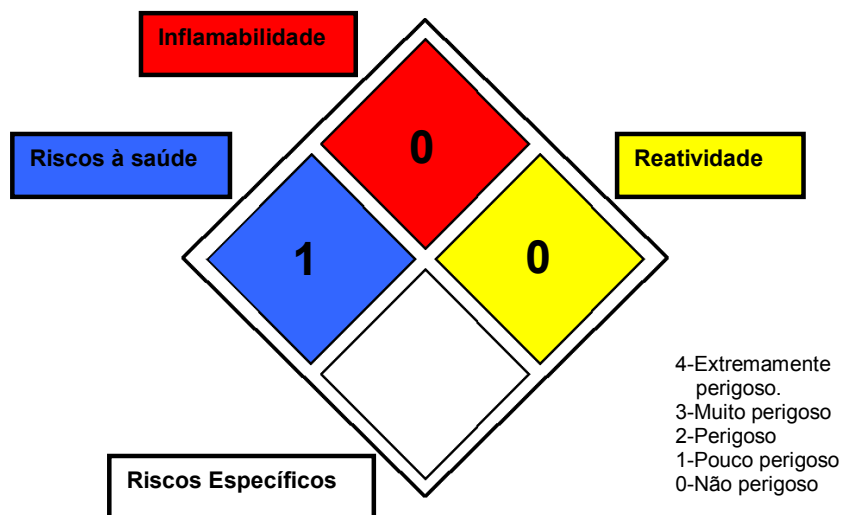 Inflamabilidade
0
Riscos à saúde
Reatividade
1
0
4-Extremamente
perigoso.
3-Muito perigoso
2-Perigoso
1-Pouco perigoso
0-Não perigoso
Riscos Específicos